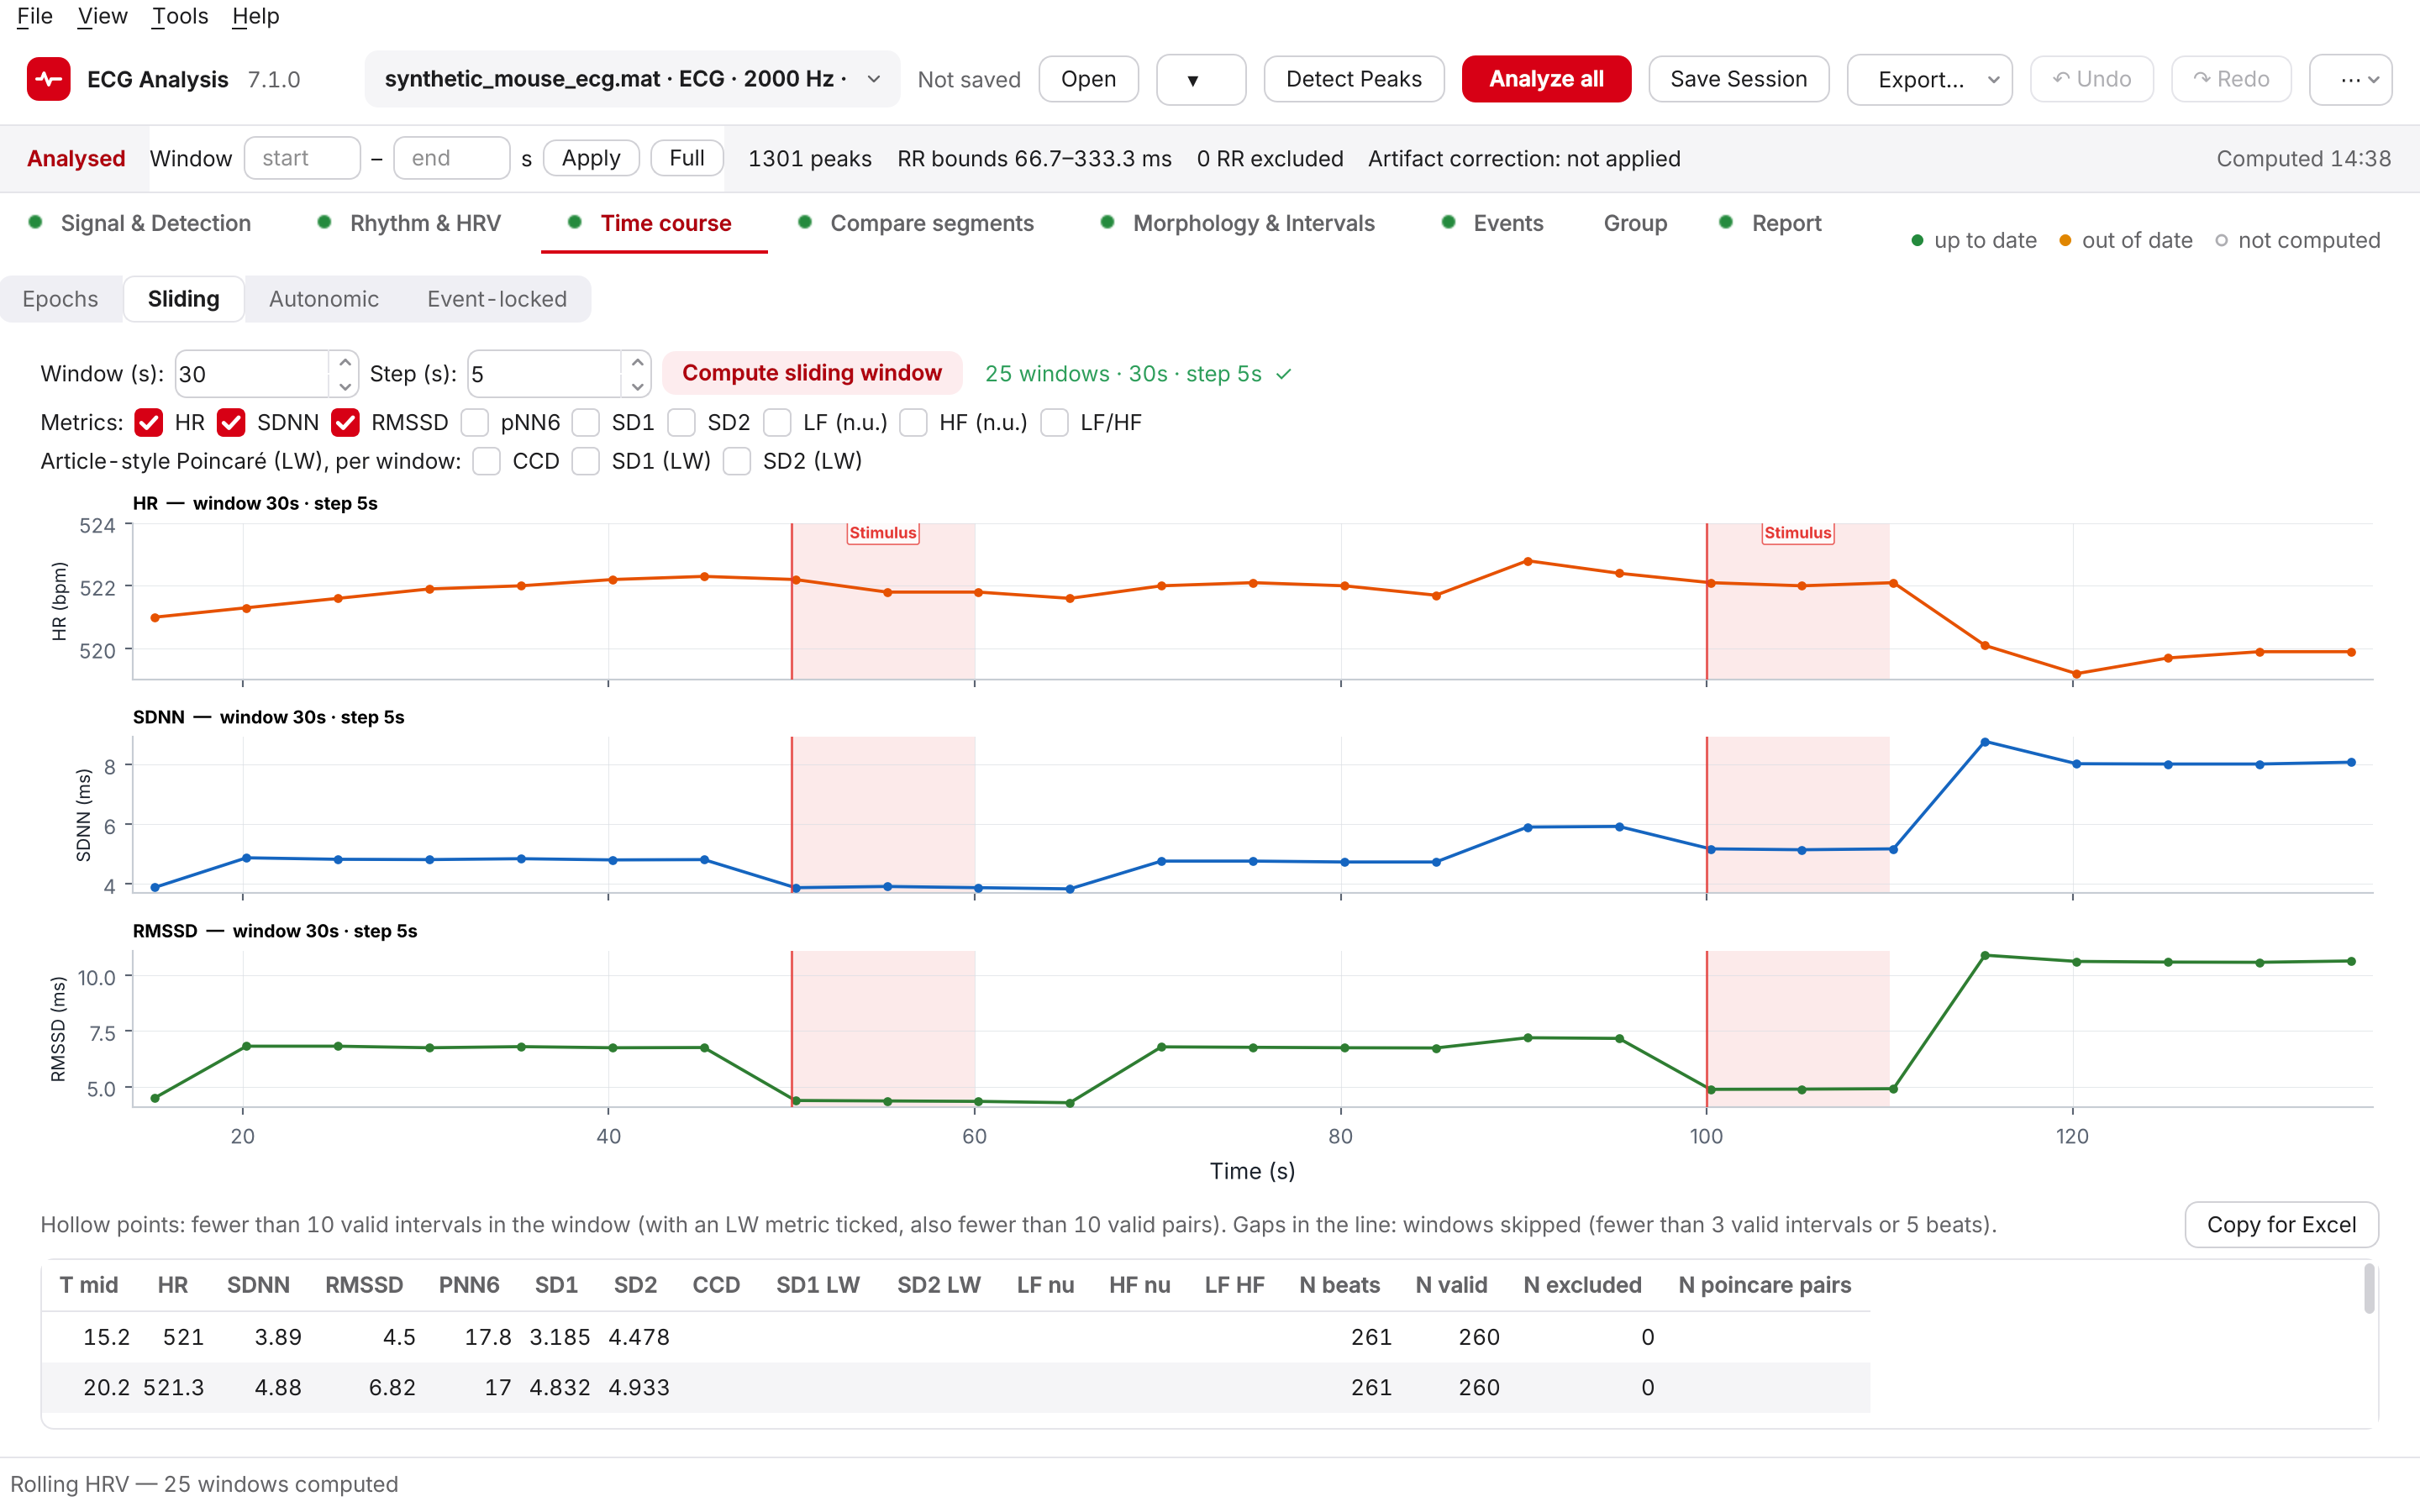 File View Tools Help
ECG Analysis 7.1.0 synthetic_mouse_ecg.mat · ECG · 2000 Hz · Not saved Open ▼ Detect Peaks Analyze all Save Session Export... ↶ Undo ↷ Redo ...
Analysed Window start – end s Apply Full 1301 peaks RR bounds 66.7–333.3 ms 0 RR excluded Artifact correction: not applied Computed 14:38
Signal & Detection Rhythm & HRV Time course Compare segments Morphology & Intervals Events Group Report up to date out of date not computed
Epochs Sliding Autonomic Event-locked
Window (s): 30 Step (s): 5 Compute sliding window 25 windows · 30s · step 5s ✓
Metrics: HR SDNN RMSSD pNN6 SD1 SD2 LF (n.u.) HF (n.u.) LF/HF
Article-style Poincaré (LW), per window: CCD SD1 (LW) SD2 (LW)
HR — window 30s · step 5s
524
Stimulus Stimulus
522
HR (bpm)
520
SDNN — window 30s · step 5s
8
SDNN (ms)
6
4
RMSSD — window 30s · step 5s
10.0
RMSSD (ms)
7.5
5.0
20 40 60 80 100 120
Time (s)
Hollow points: fewer than 10 valid intervals in the window (with an LW metric ticked, also fewer than 10 valid pairs). Gaps in the line: windows skipped (fewer than 3 valid intervals or 5 beats). Copy for Excel
T mid HR SDNN RMSSD PNN6 SD1 SD2 CCD SD1 LW SD2 LW LF nu HF nu LF HF N beats N valid N excluded N poincare pairs
15.2 521 3.89 4.5 17.8 3.185 4.478 261 260 0
20.2 521.3 4.88 6.82 17 4.832 4.933 261 260 0
Rolling HRV — 25 windows computed